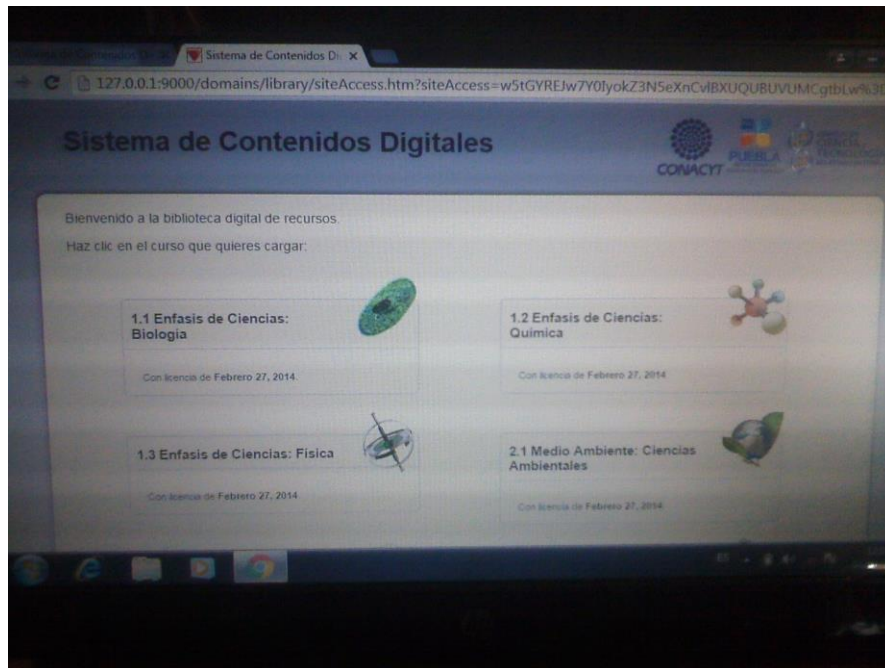 Sistema de Contenidos Di
127.0.0.1:9000/domains/library/siteAccess.htm?siteAccess=
Sistema de Contenidos Digitales
CONACYT
PUEBLA
Bienvenido a la biblioteca digital de recursos.
Haz clic en el curso que quieres cargar:
1.1 Enfasis de Ciencias:
Biologia
Con licencia de Febrero 27, 2014.
1.2 Enfasis de Ciencias:
Quimica
Con licencia de Febrero 27, 2014
1.3 Enfasis de Ciencias: Fisica
Con licencia de Febrero 27, 2014
2.1 Medio Ambiente: Ciencias
Ambientales
Con licencia de Febrero 27, 2014
ES